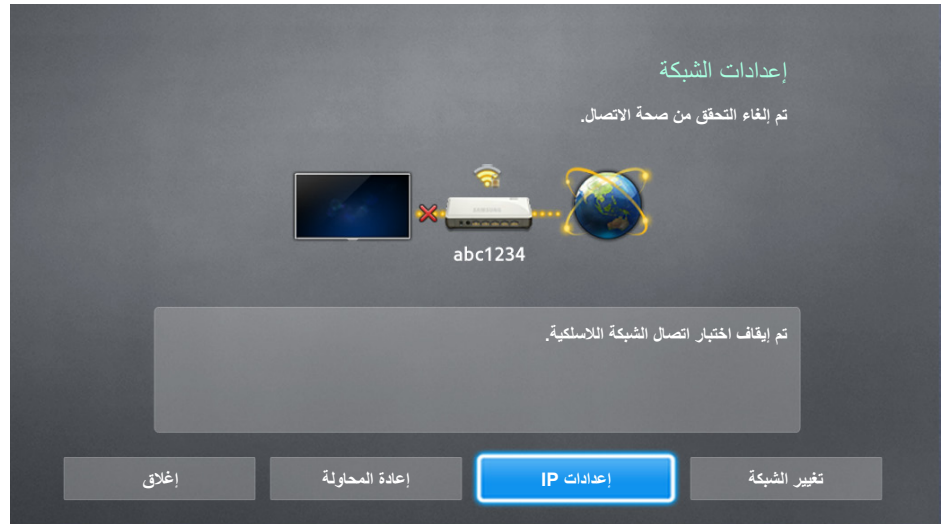 إعدادات الشبكة
تم إلغاء التحقق من صحة الاتصال.
SAMSUNG
abc1234
تم إيقاف اختبار اتصال الشبكة اللاسلكية.
تغيير الشبكة
إعدادات IP
إعادة المحاولة
إغلاق